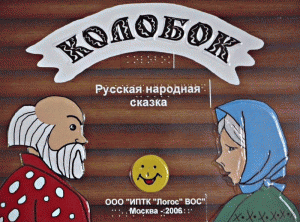 КОЛОБОК
Русская народная
сказка
ООО "ИПТК "Логос" ВОС"
Москва - 2006